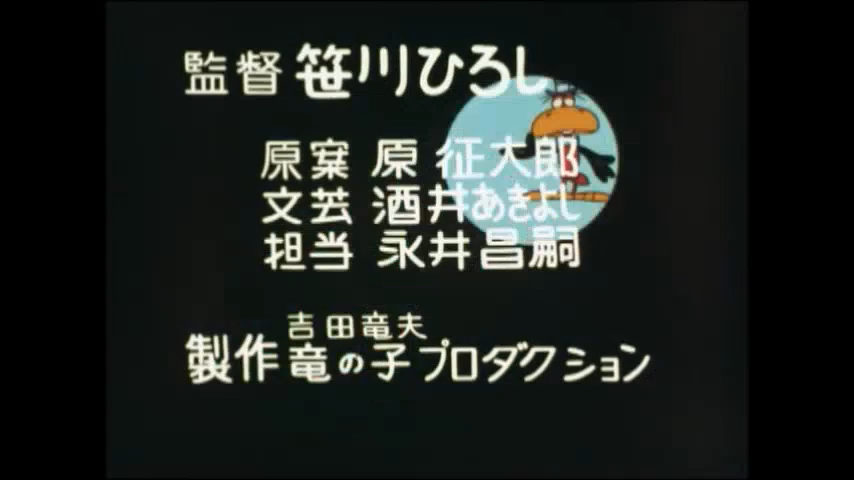 監督 笹川ひろし
原案 原 征太郎
文芸 酒井あきよし
担当 永井昌嗣
吉田竜夫
製作 竜の子プロダクション